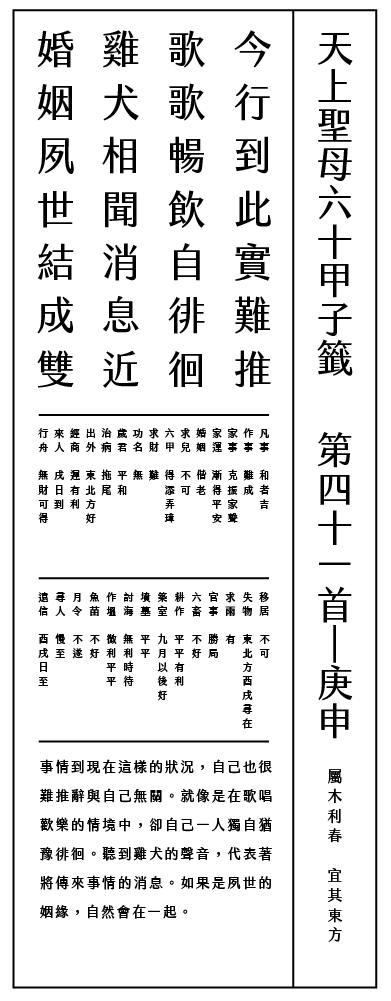 天上聖母六十甲子籤 第四十一首—庚申 屬木利春 宜其東方
今行到此實難推
歌歌暢飲自徘徊
雞犬相聞消息近
婚姻夙世結成雙
凡事 和者吉
作事 難成
家事 克振家聲
家運 漸得平安
婚姻 偕老
求兒 不可
六甲 得添弄璋
求財 難
功名 無
歲君 平和
治病 拖尾
出外 東北方好
經商 遲有利
來人 戌日到
行舟 無財可得
移居 不可
失物 東北方酉戌尋在
求雨 有
官事 勝局
六畜 不好
耕作 平平有利
築室 九月以後好
墳墓 平平
討海 無利時待
作塭 微利平平
魚苗 不好
月令 不遂
尋人 慢至
遠信 酉戌日至
事情到現在這樣的狀況，自己也很
難推辭與自己無關。就像是在歌唱
歡樂的情境中，卻自己一人獨自猶
豫徘徊。聽到雞犬的聲音，代表著
將傳來事情的消息。如果是夙世的
姻緣，自然會在一起。